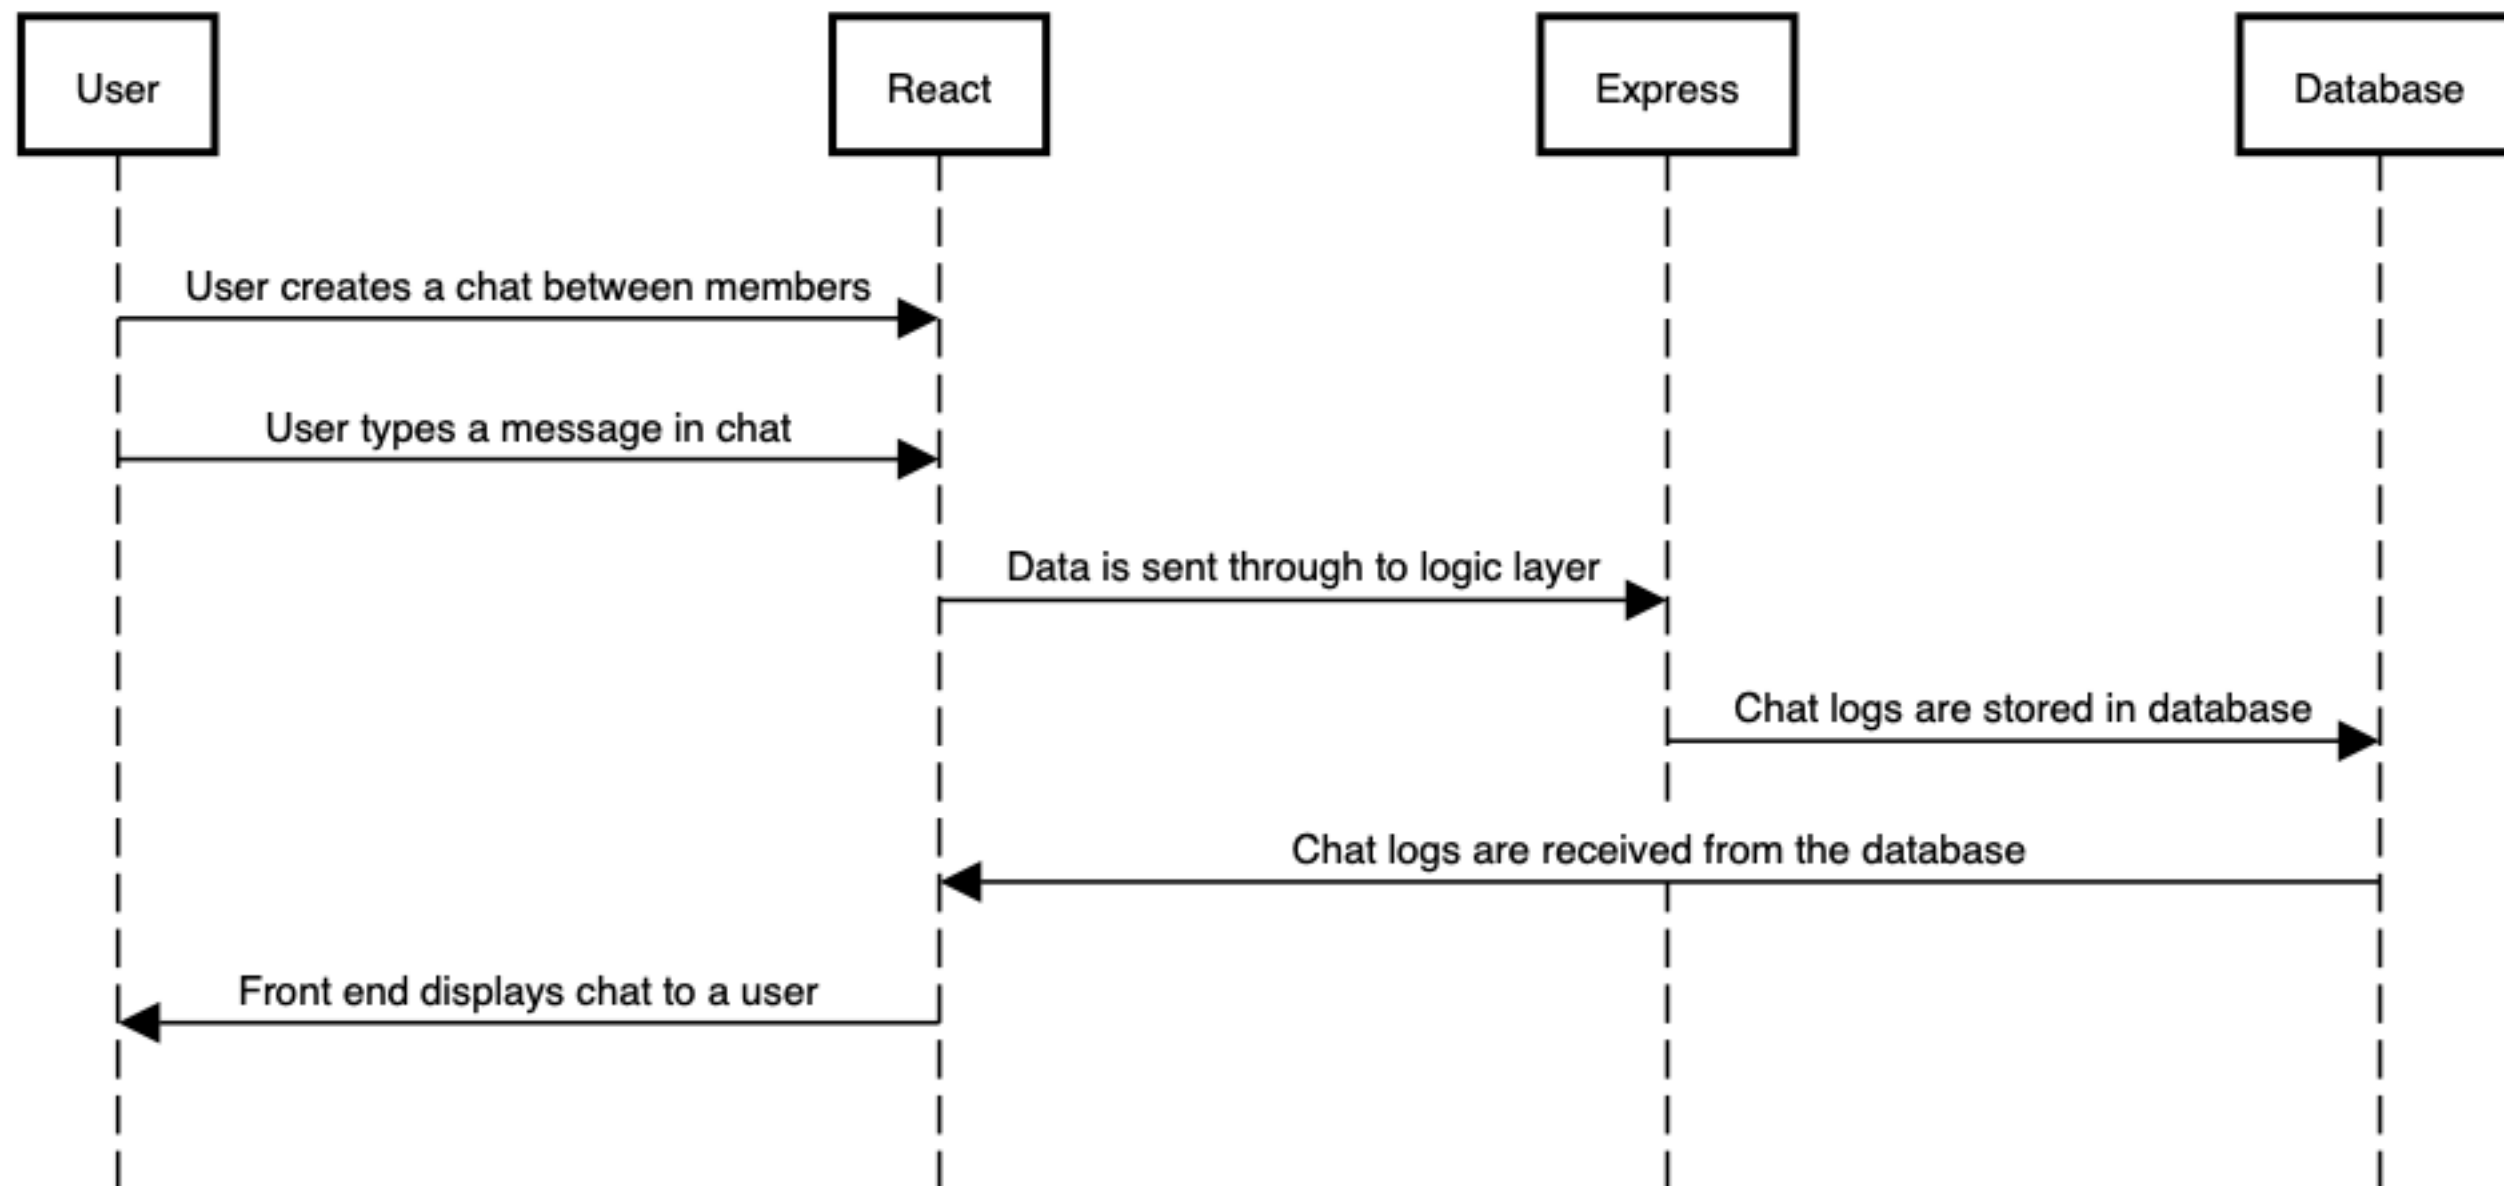 User
React
Express
Database
User creates a chat between members
User types a message in chat
Data is sent through to logic layer
Chat logs are stored in database
Chat logs are received from the database
Front end displays chat to a user